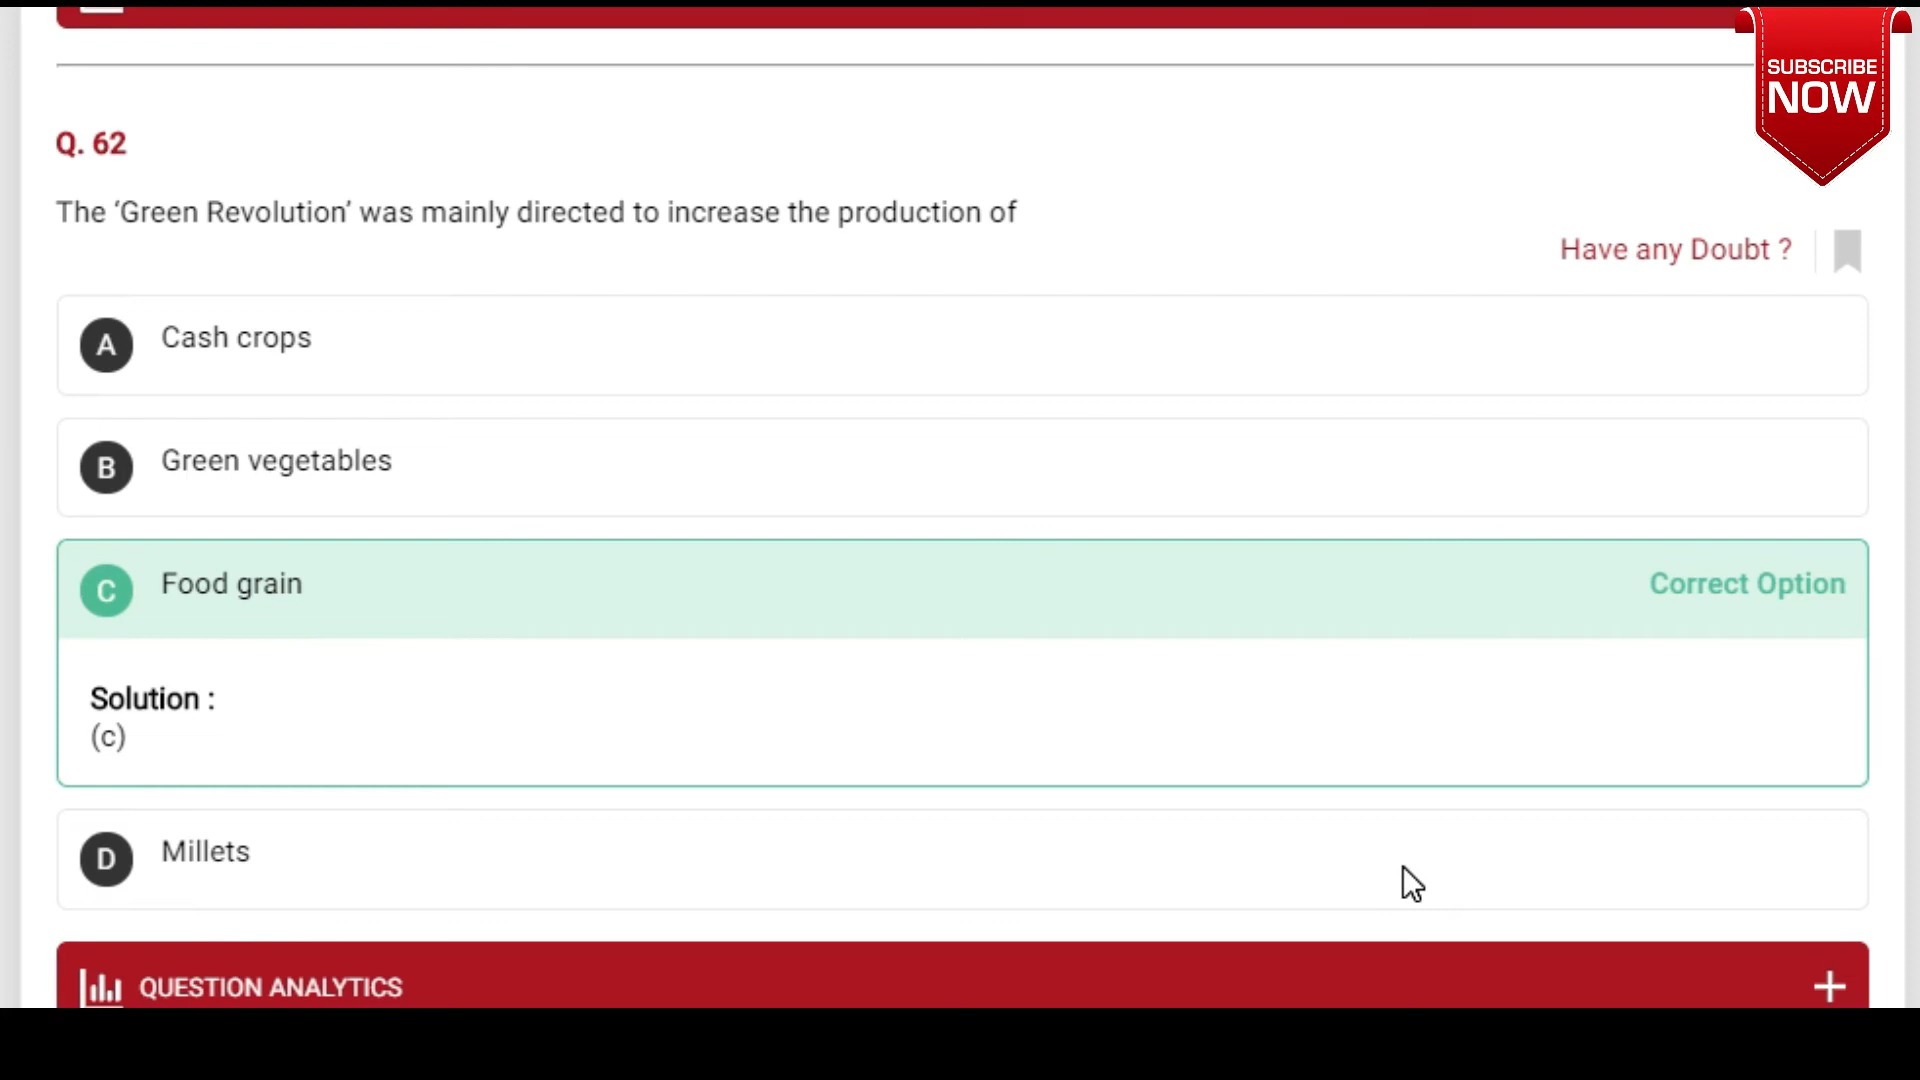 SUBSCRIBE
NOW
Q. 62
The ‘Green Revolution’ was mainly directed to increase the production of
Have any Doubt ?
A Cash crops
B Green vegetables
C Food grain Correct Option
Solution :
(c)
D Millets
QUESTION ANALYTICS +